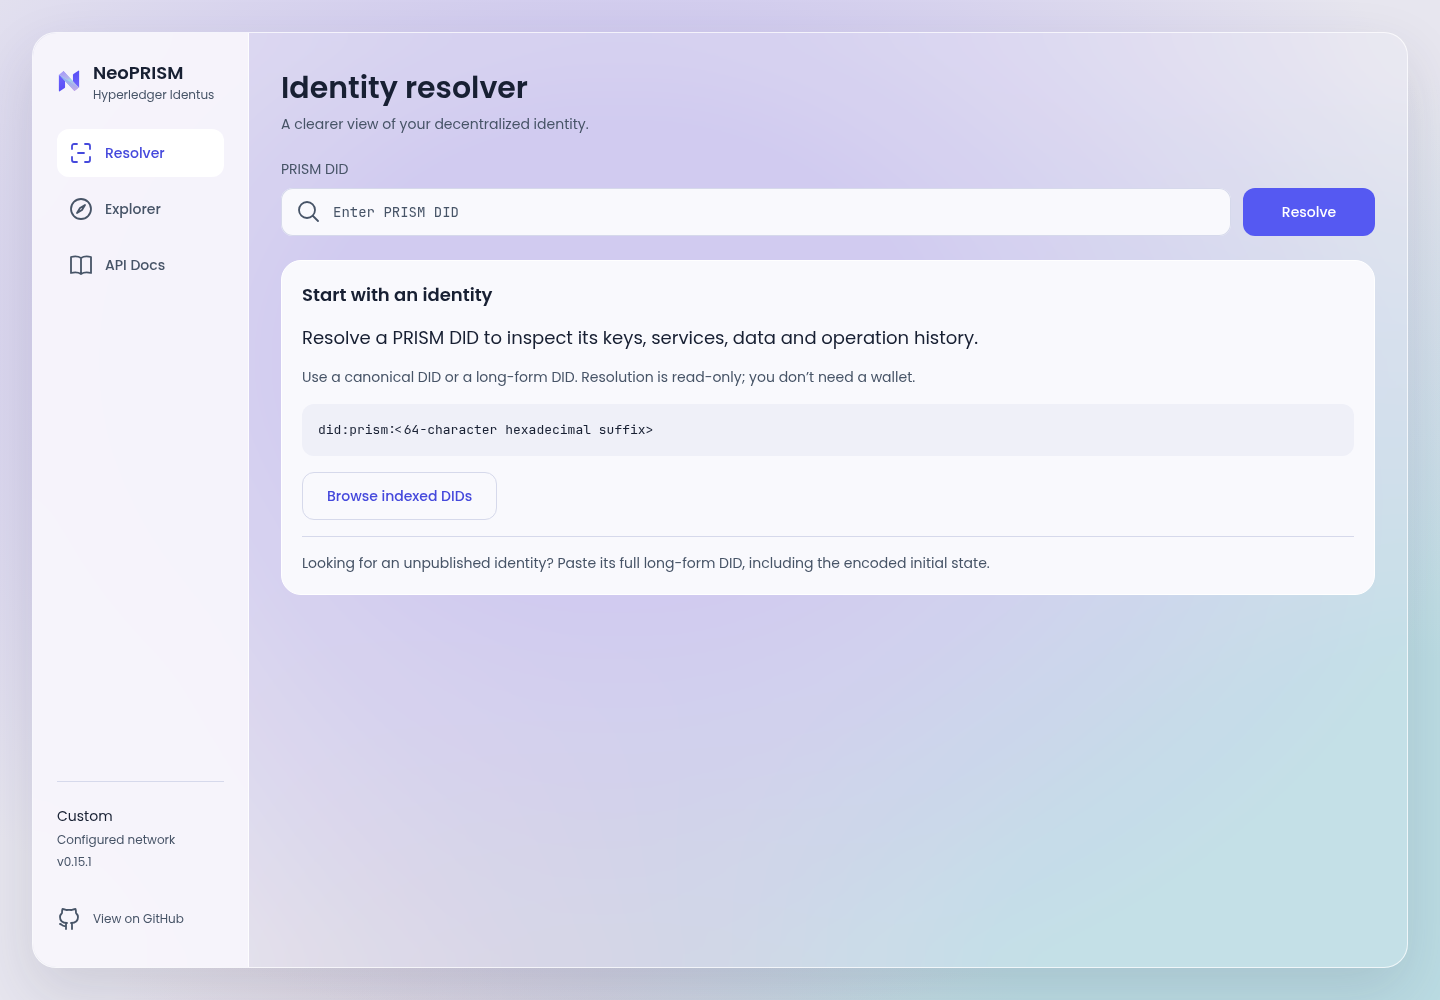 NeoPRISM
Hyperledger Identus
Resolver
Explorer
API Docs
Custom
Configured network
v0.15.1
View on GitHub
Identity resolver
A clearer view of your decentralized identity.
PRISM DID
Enter PRISM DID
Resolve
Start with an identity
Resolve a PRISM DID to inspect its keys, services, data and operation history.
Use a canonical DID or a long-form DID. Resolution is read-only; you don’t need a wallet.
did:prism:<64-character hexadecimal suffix>
Browse indexed DIDs
Looking for an unpublished identity? Paste its full long-form DID, including the encoded initial state.